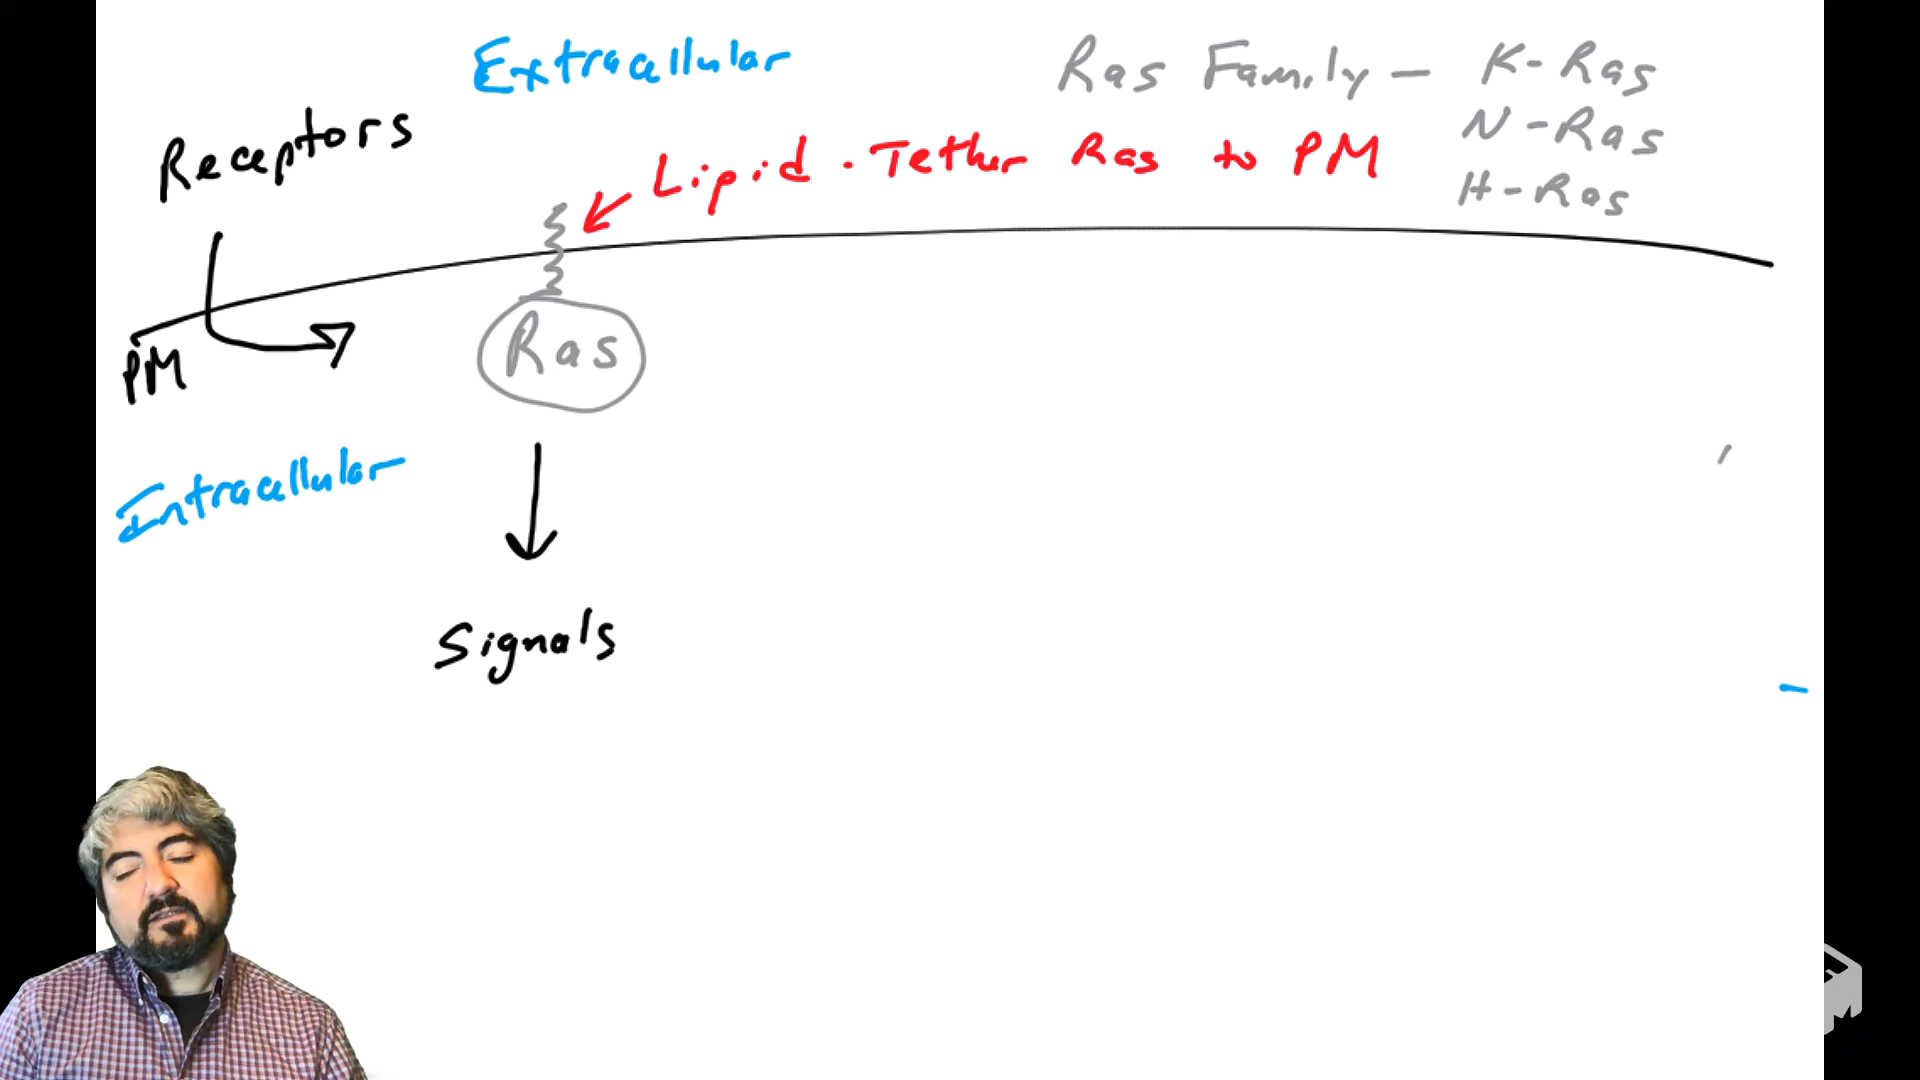 Extracellular
Ras Family - K-Ras
N-Ras
H-Ras
Receptors
Lipid · Tether Ras to PM
PM
Ras
Intracellular
Signals